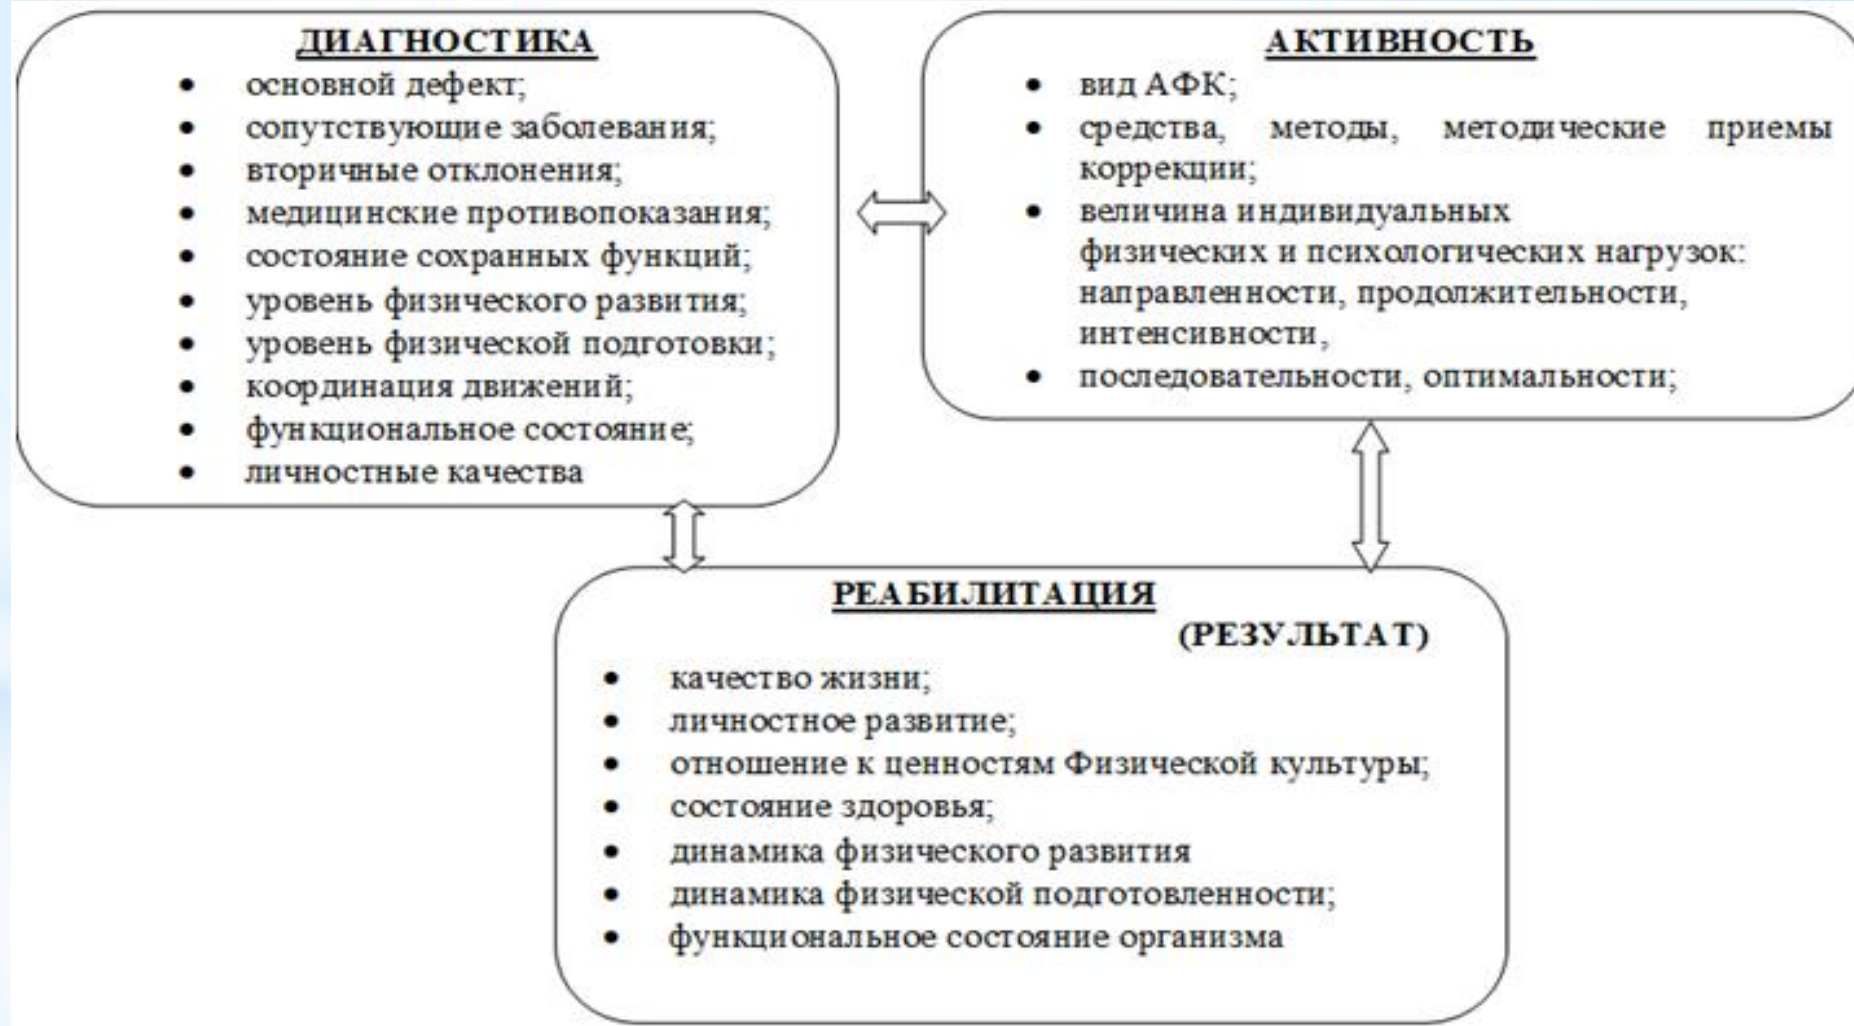 ДИАГНОСТИКА
• основной дефект;
• сопутствующие заболевания;
• вторичные отклонения;
• медицинские противопоказания;
• состояние сохранных функций;
• уровень физического развития;
• уровень физической подготовки;
• координация движений;
• функциональное состояние;
• личностные качества
АКТИВНОСТЬ
• вид АФК;
• средства, методы, методические приемы
коррекции;
• величина индивидуальных
физических и психологических нагрузок:
направленности, продолжительности,
интенсивности,
• последовательности, оптимальности;
РЕАБИЛИТАЦИЯ
(РЕЗУЛЬТАТ)
• качество жизни;
• личностное развитие;
• отношение к ценностям Физической культуры;
• состояние здоровья;
• динамика физического развития
• динамика физической подготовленности;
• функциональное состояние организма